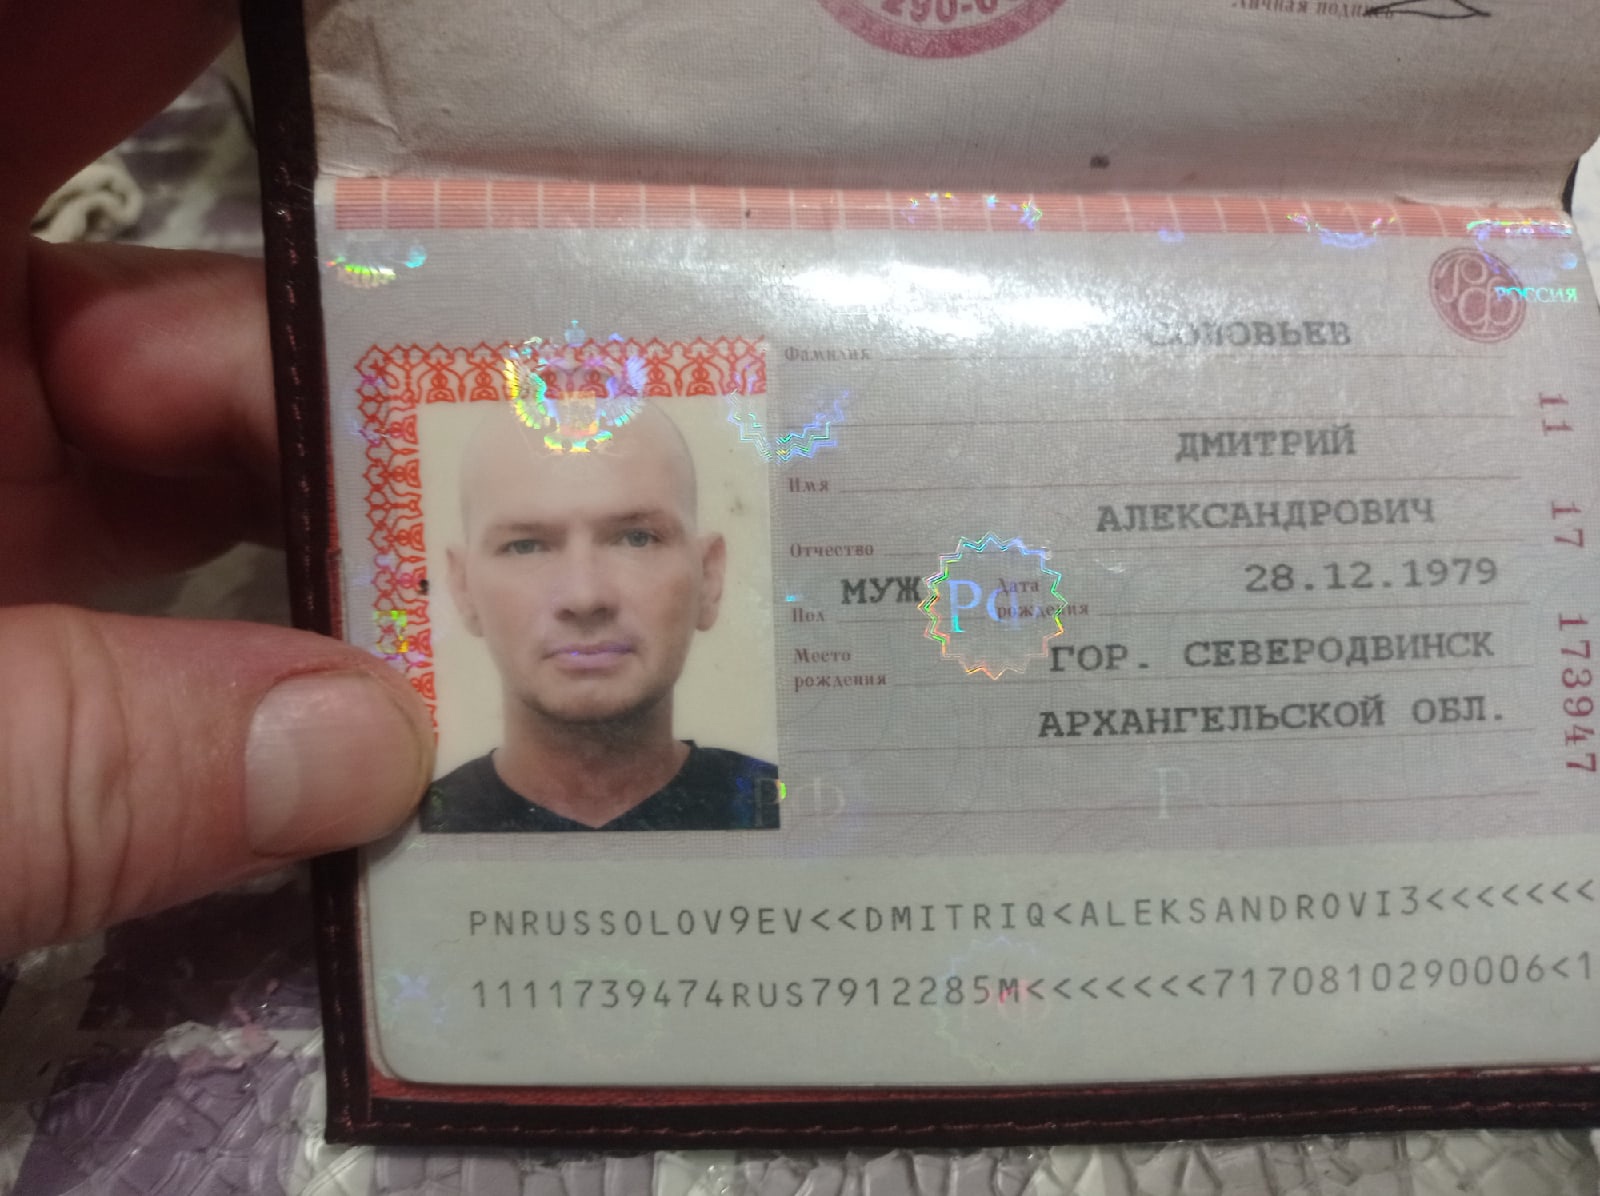 290-0
Личная подпись
РОССИЯ
СОЛОВЬЕВ
Фамилия
ДМИТРИЙ
Имя
АЛЕКСАНДРОВИЧ
Отчество
МУЖ 28.12.1979
Пол Дата рождения
ГОР. СЕВЕРОДВИНСК
Место рождения
АРХАНГЕЛЬСКОЙ ОБЛ.
11 17 173947
РФ
РФ
PNRUSSOLOV9EV<<DMITRIQ<ALEKSANDROVI3<<<<<<<
1111739474RUS7912285M<<<<<<<7170810290006<1